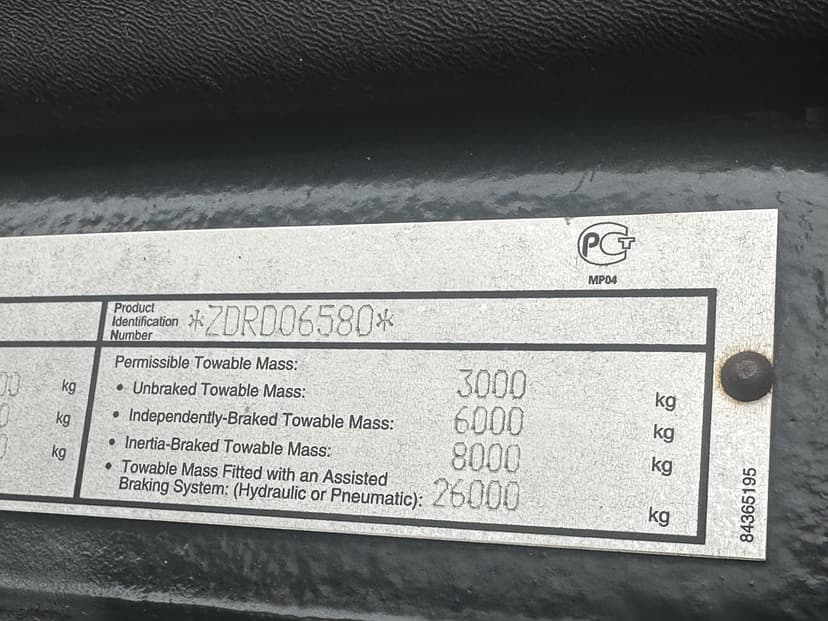 РСТ
MP04
Product
Identification
Number
*ZDRD06580*
Permissible Towable Mass:
• Unbraked Towable Mass: 3000 kg
• Independently-Braked Towable Mass: 6000 kg
• Inertia-Braked Towable Mass: 8000 kg
• Towable Mass Fitted with an Assisted
Braking System: (Hydraulic or Pneumatic): 26000 kg
kg
kg
kg
84365195